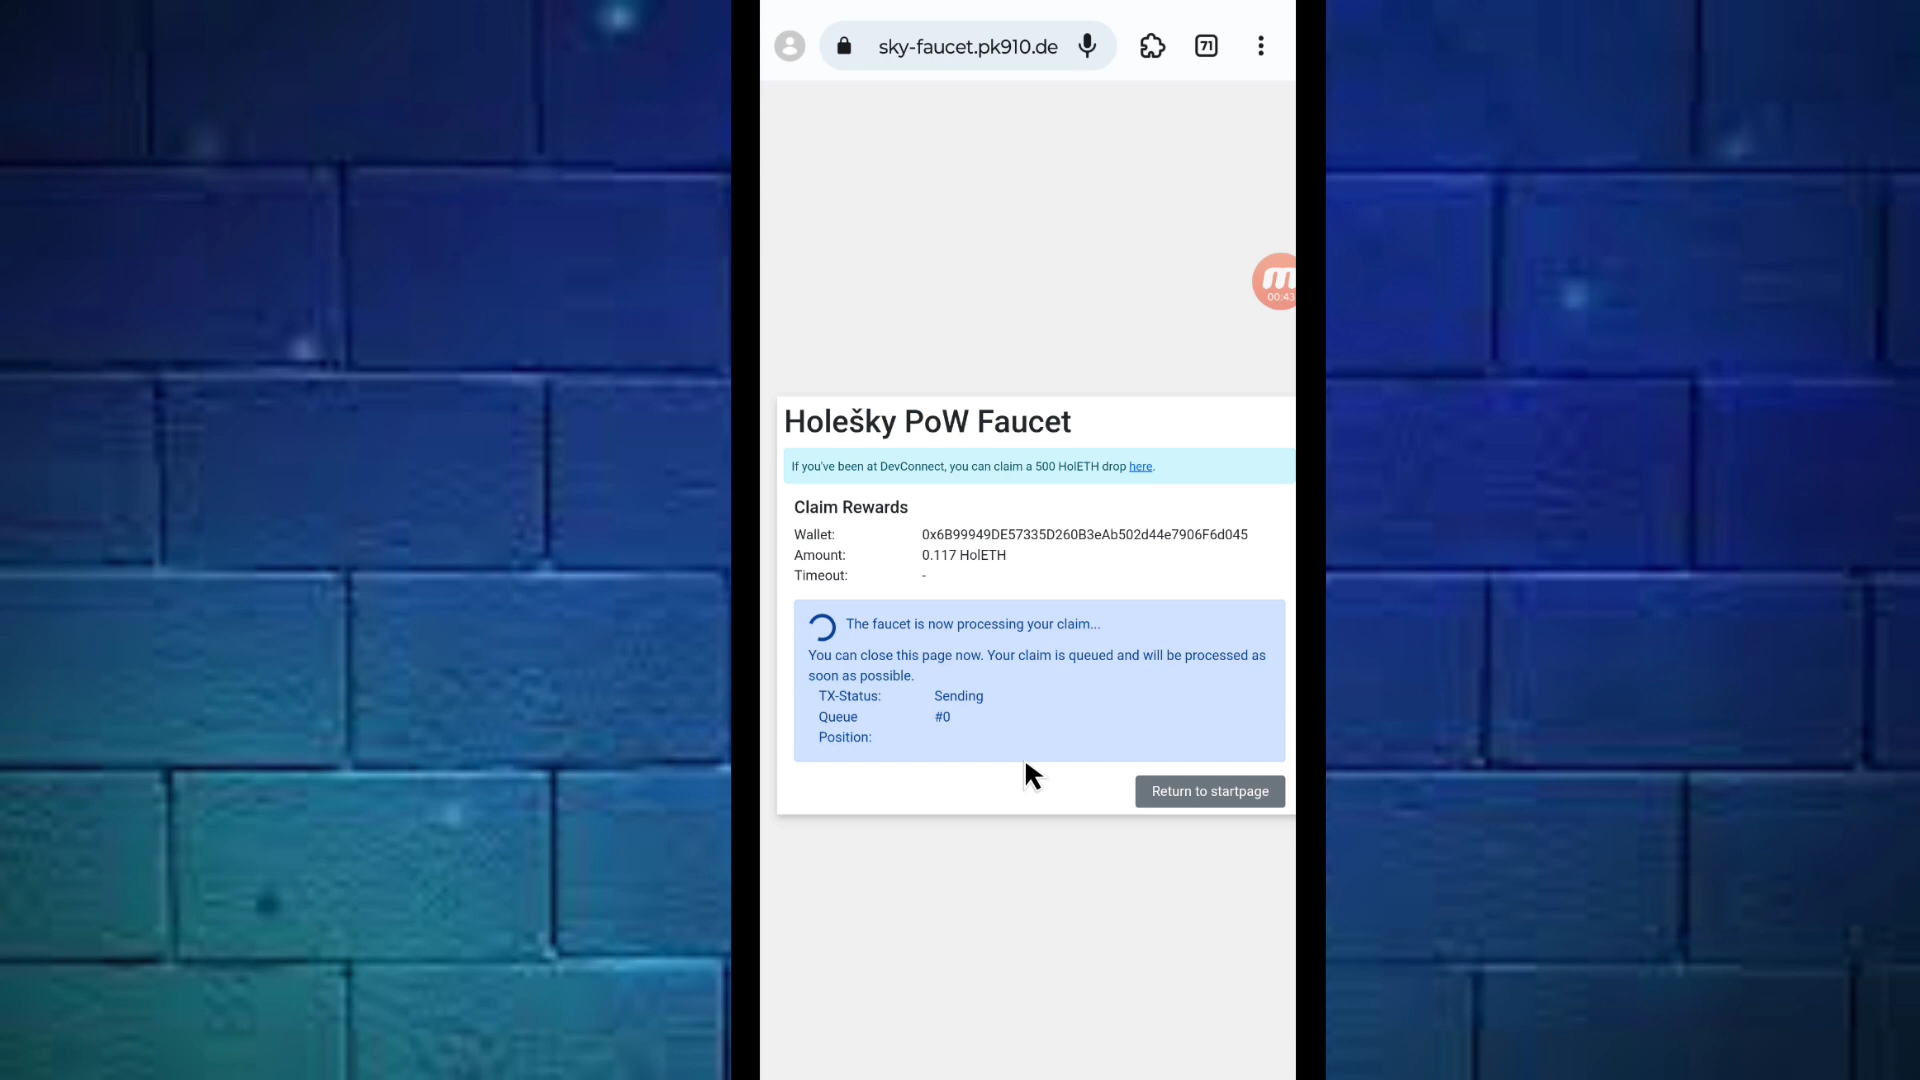 sky-faucet.pk910.de
71
00:43
Holešky PoW Faucet
If you've been at DevConnect, you can claim a 500 HolETH drop here.
Claim Rewards
Wallet: 0x6B99949DE57335D260B3eAb502d44e7906F6d045
Amount: 0.117 HolETH
Timeout: -
The faucet is now processing your claim...
You can close this page now. Your claim is queued and will be processed as
soon as possible.
TX-Status: Sending
Queue #0
Position:
Return to startpage